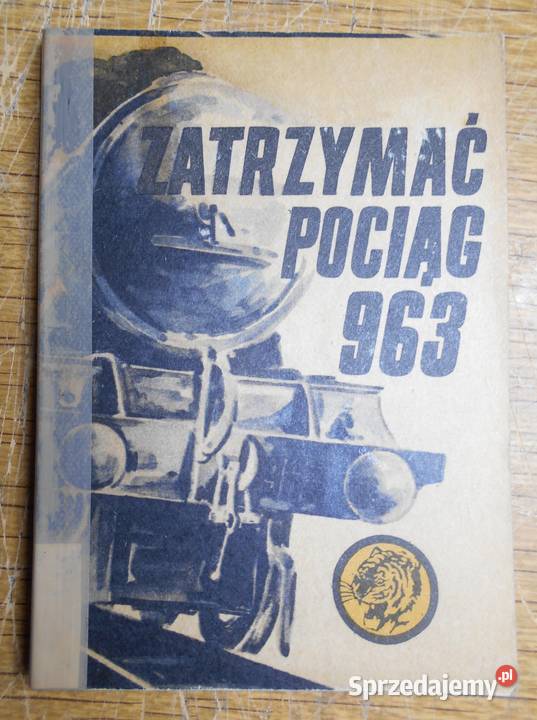 ZATRZYMAĆ
POCIĄG
963
Sprzedajemy.pl